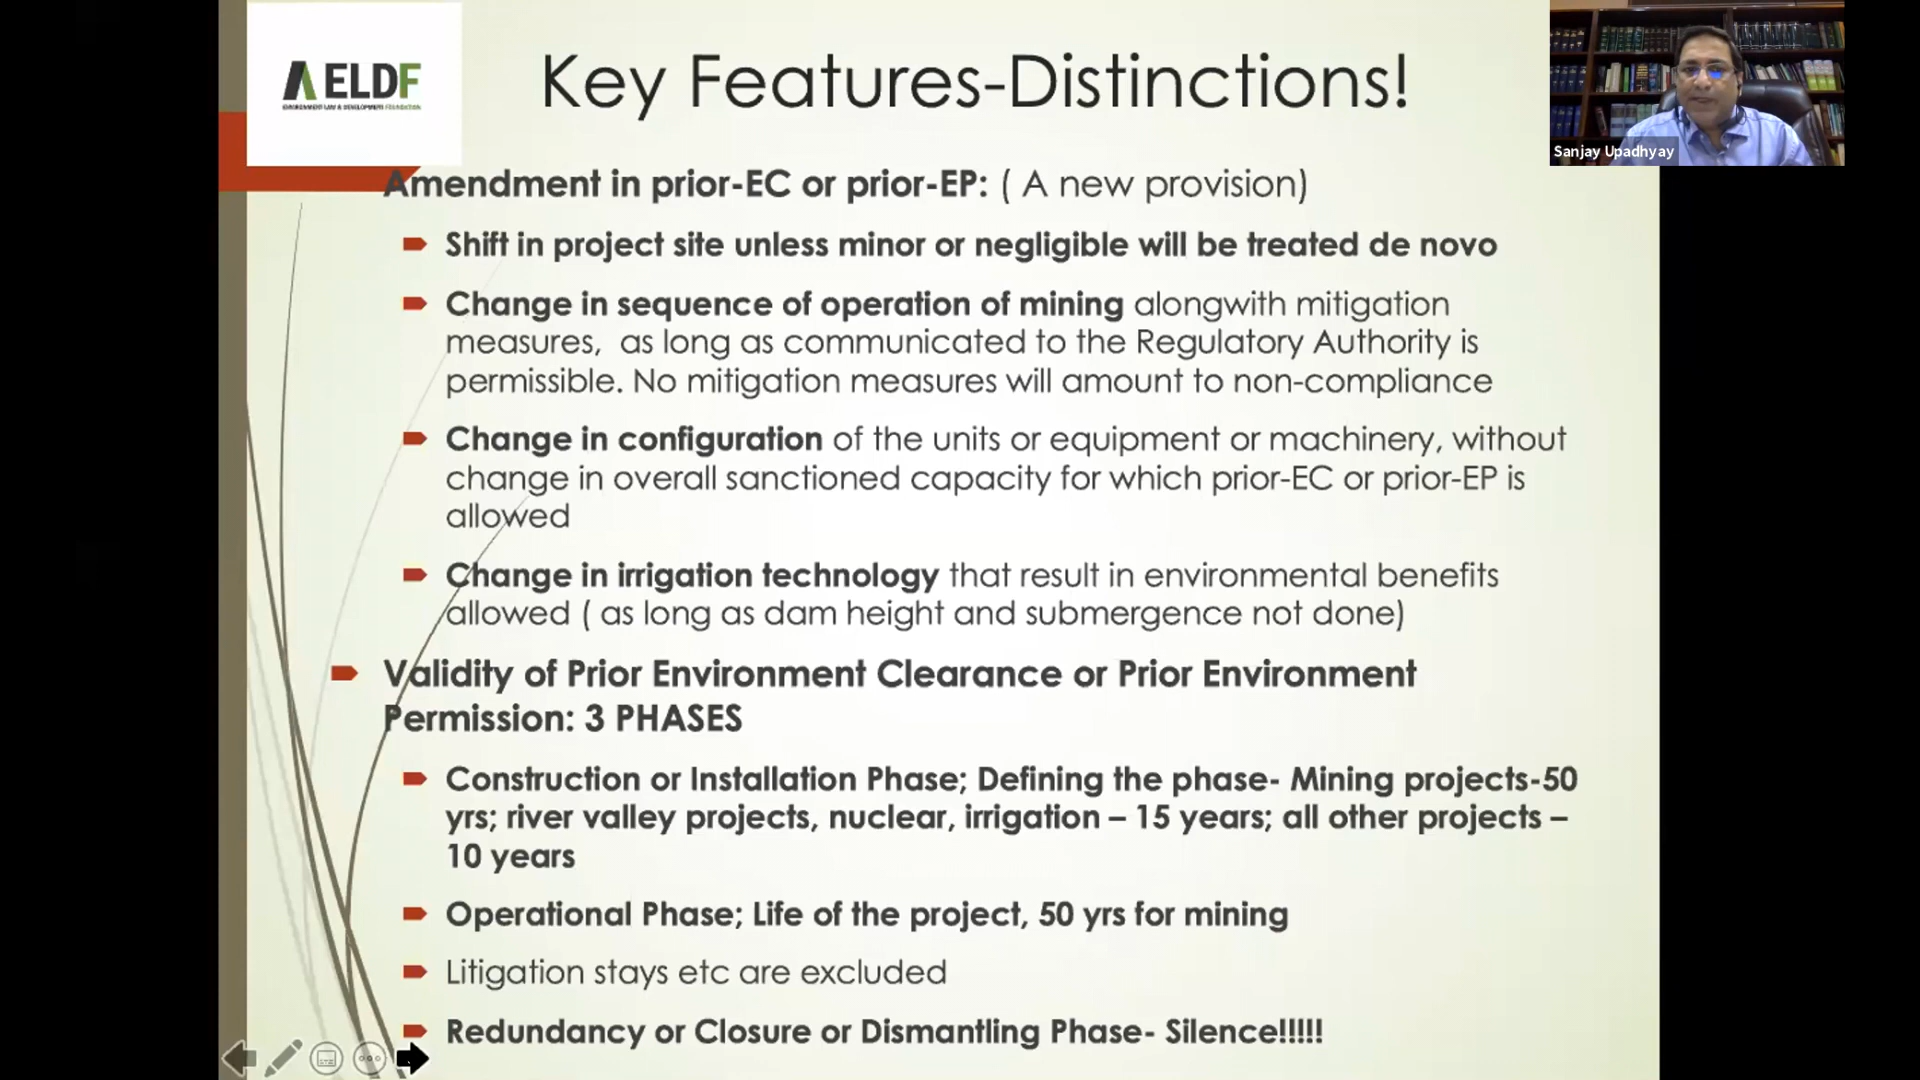 AELDF
ENVIRONMENT LAW & DEVELOPMENT FOUNDATION
Key Features-Distinctions!
Sanjay Upadhyay
Amendment in prior-EC or prior-EP: ( A new provision)
Shift in project site unless minor or negligible will be treated de novo
Change in sequence of operation of mining alongwith mitigation
measures,  as long as communicated to the Regulatory Authority is
permissible. No mitigation measures will amount to non-compliance
Change in configuration of the units or equipment or machinery, without
change in overall sanctioned capacity for which prior-EC or prior-EP is
allowed
Change in irrigation technology that result in environmental benefits
allowed ( as long as dam height and submergence not done)
Validity of Prior Environment Clearance or Prior Environment
Permission: 3 PHASES
Construction or Installation Phase; Defining the phase- Mining projects-50
yrs; river valley projects, nuclear, irrigation – 15 years; all other projects –
10 years
Operational Phase; Life of the project, 50 yrs for mining
Litigation stays etc are excluded
Redundancy or Closure or Dismantling Phase- Silence!!!!!